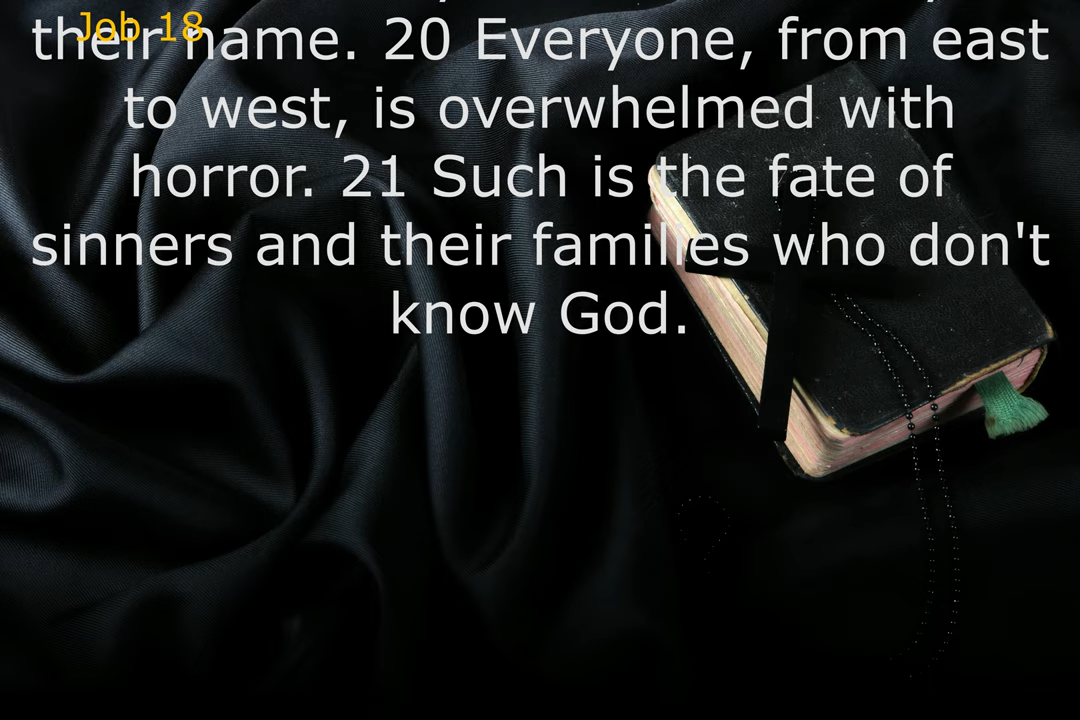 Job 18
their name. 20 Everyone, from east
to west, is overwhelmed with
horror. 21 Such is the fate of
sinners and their families who don't
know God.